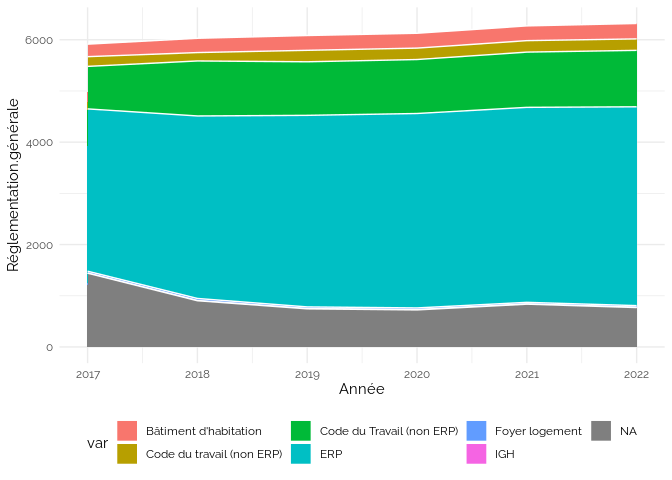 Réglementation.générale
6000
4000
2000
0
2017 2018 2019 2020 2021 2022
Année
var
Bâtiment d'habitation
Code du travail (non ERP)
Code du Travail (non ERP)
ERP
Foyer logement
IGH
NA